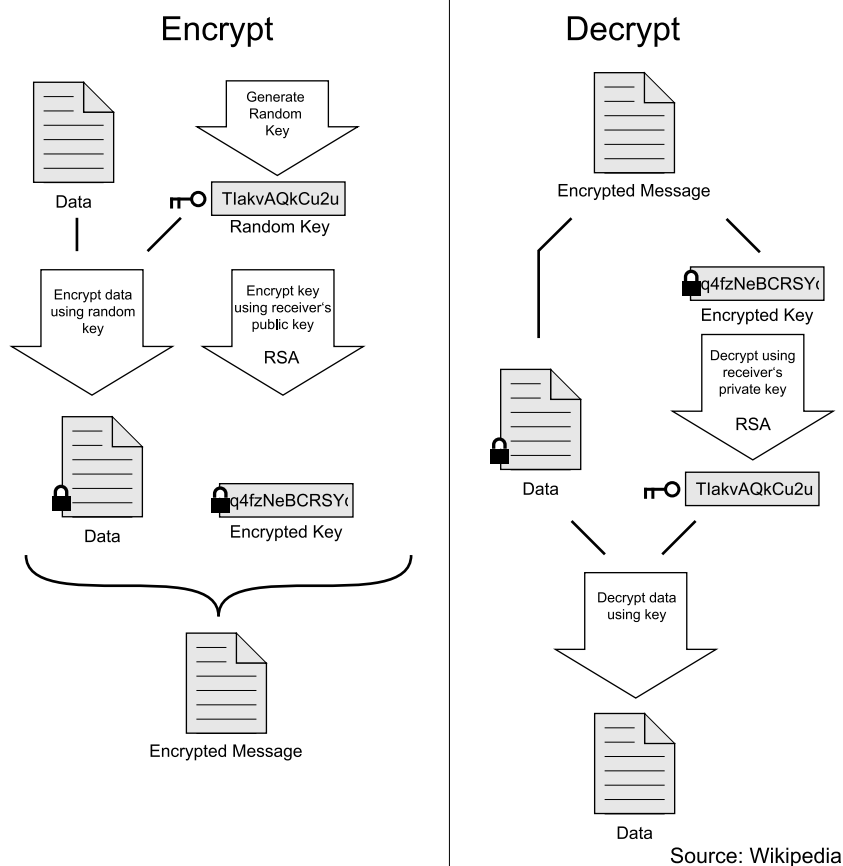 Encrypt
Generate
Random
Key
Data
TIakvAQkCu2u
Random Key
Encrypt data
using random
key
Encrypt key
using receiver's
public key
RSA
Data
q4fzNeBCRSY
Encrypted Key
Encrypted Message
Decrypt
Encrypted Message
q4fzNeBCRSY
Encrypted Key
Decrypt using
receiver's
private key
RSA
Data
TIakvAQkCu2u
Decrypt data
using key
Data
Source: Wikipedia